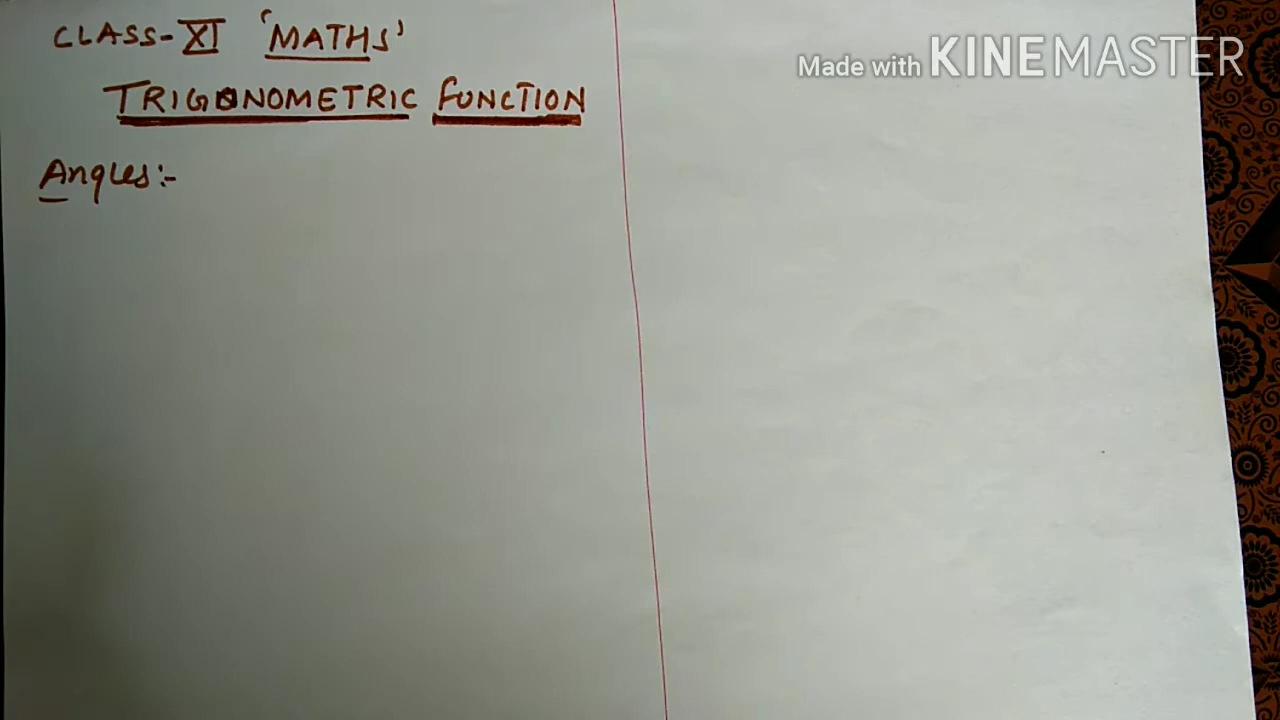 CLASS-XI 'MATHS'
TRIGONOMETRIC FUNCTION
Angles:-
Made with KINEMASTER